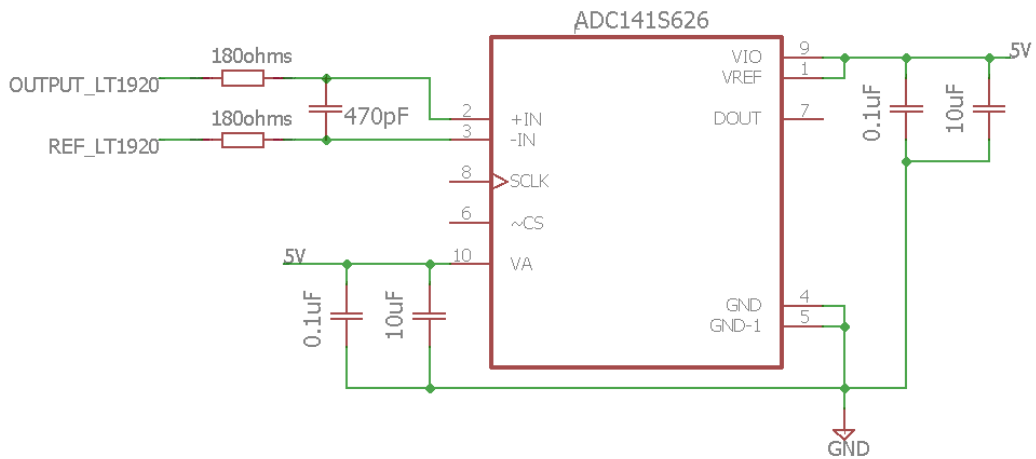 ADC141S626
180ohms
OUTPUT_LT1920
470pF
180ohms
REF_LT1920
2 +IN
3 -IN
8 SCLK
6 ~CS
5V
10 VA
0.1uF
10uF
VIO 9
VREF 1
5V
DOUT 7
0.1uF
10uF
GND 4
GND-1 5
GND